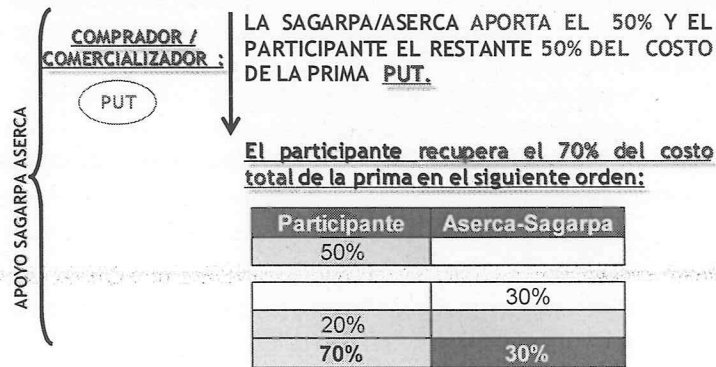 APOYO SAGARPA ASERCA
COMPRADOR /
COMERCIALIZADOR :
PUT
LA SAGARPA/ASERCA APORTA EL 50% Y EL
PARTICIPANTE EL RESTANTE 50% DEL COSTO
DE LA PRIMA PUT.
El participante recupera el 70% del costo
total de la prima en el siguiente orden:
Participante Aserca-Sagarpa
50%
30%
20%
70% 30%